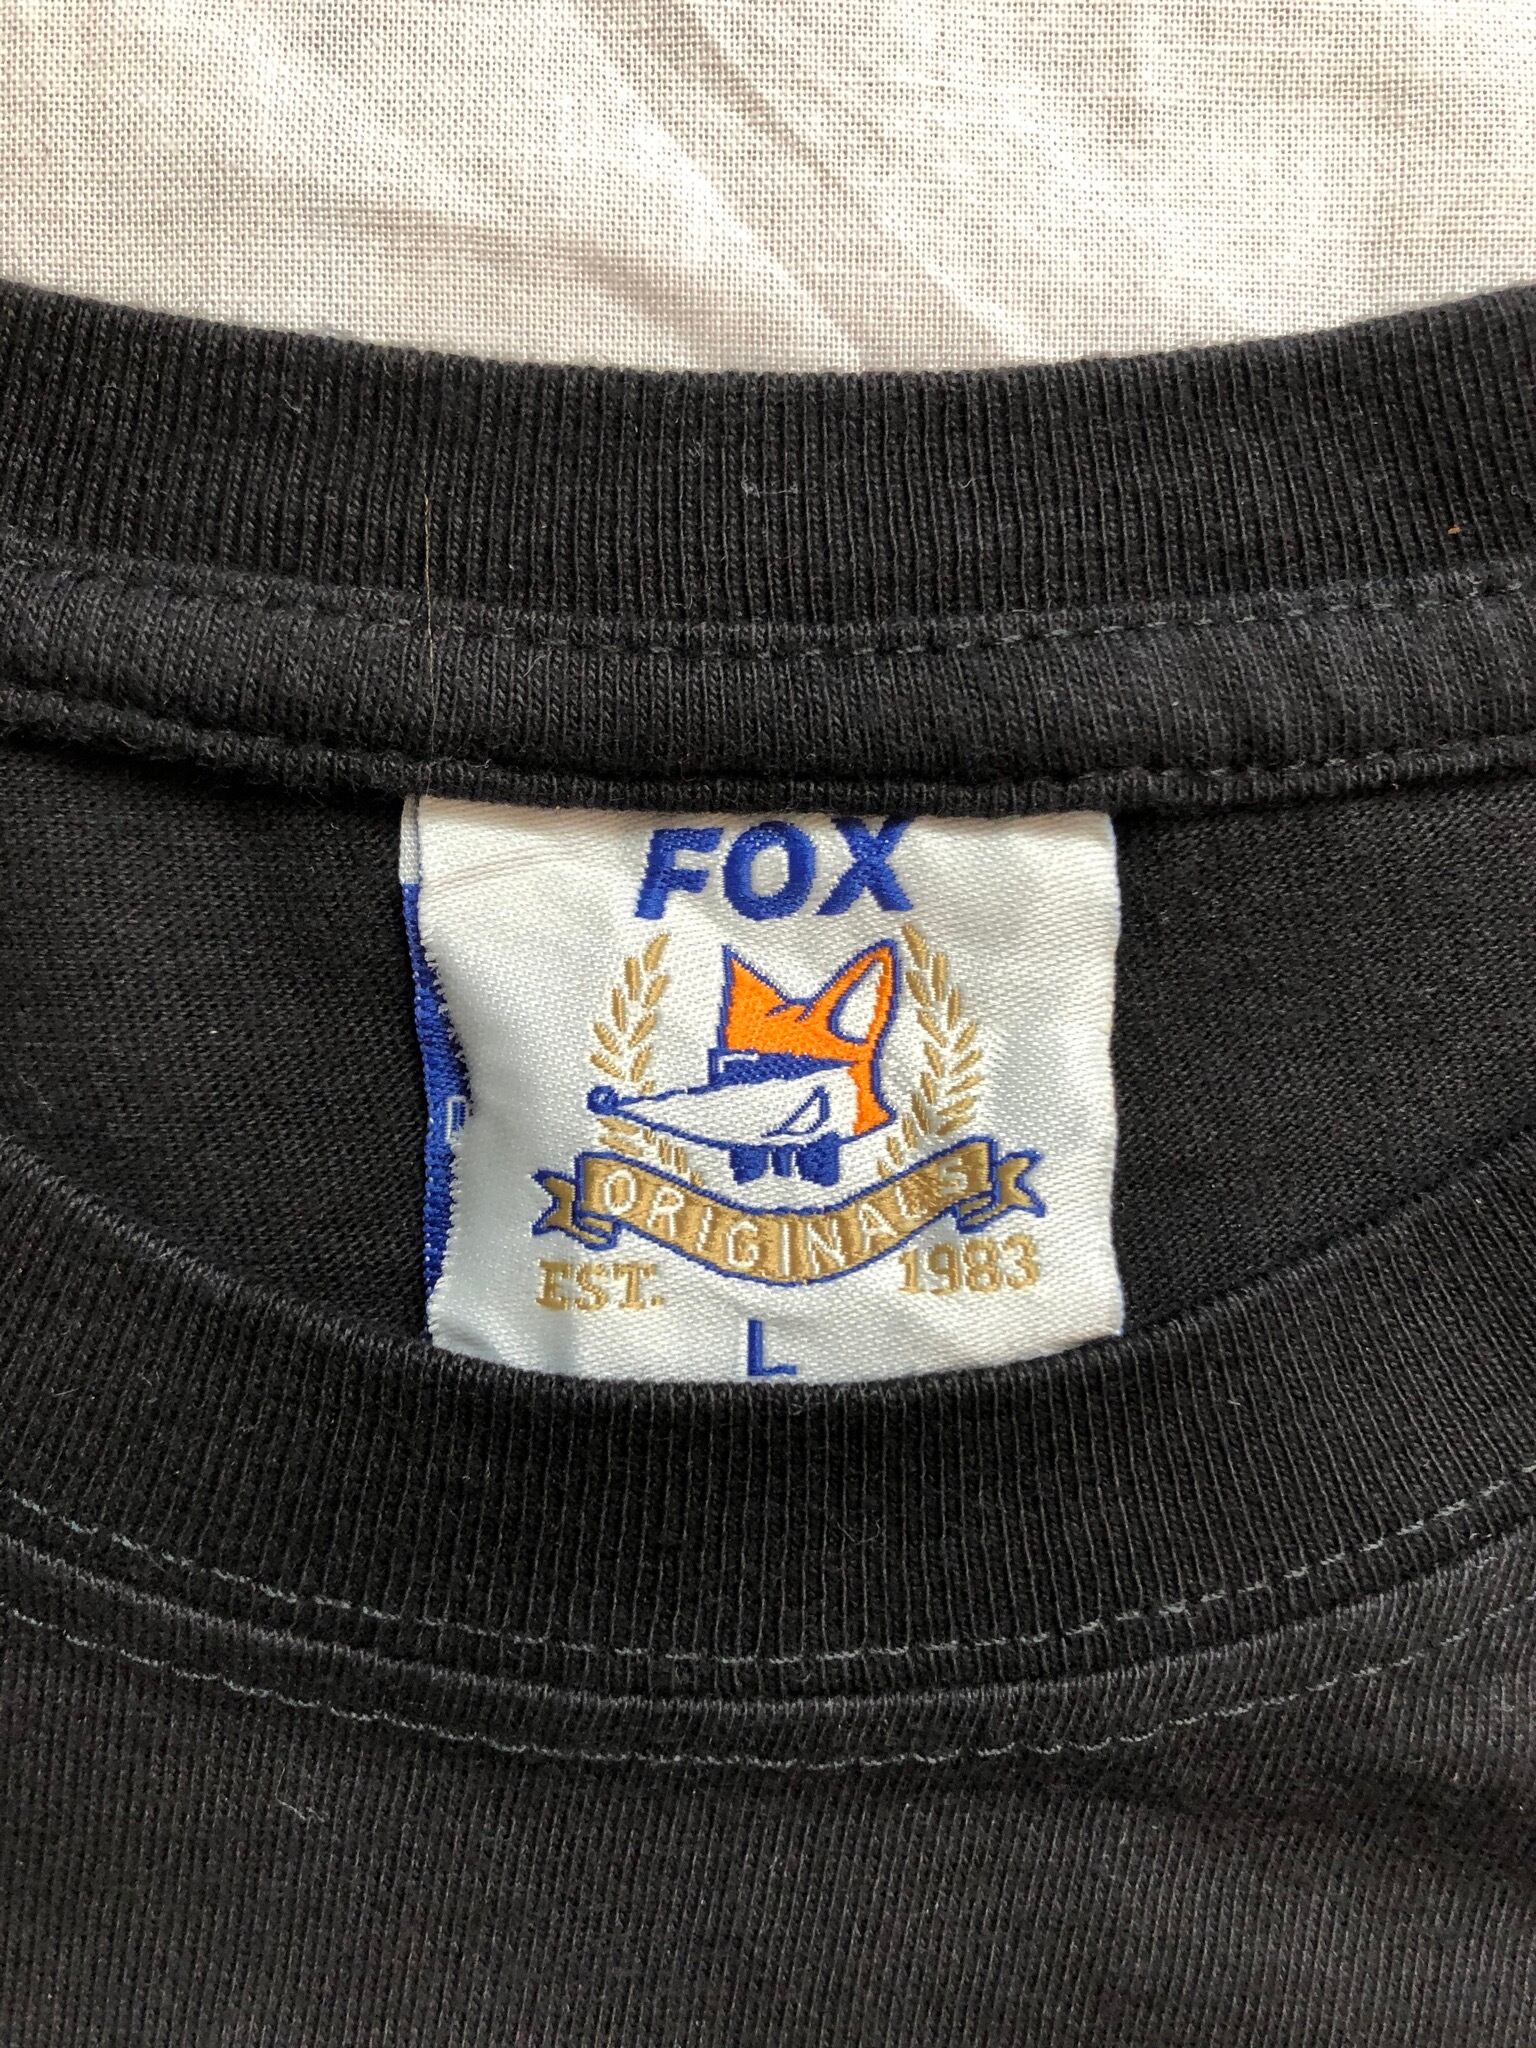 FOX
ORIGINALS
EST. 1983
L